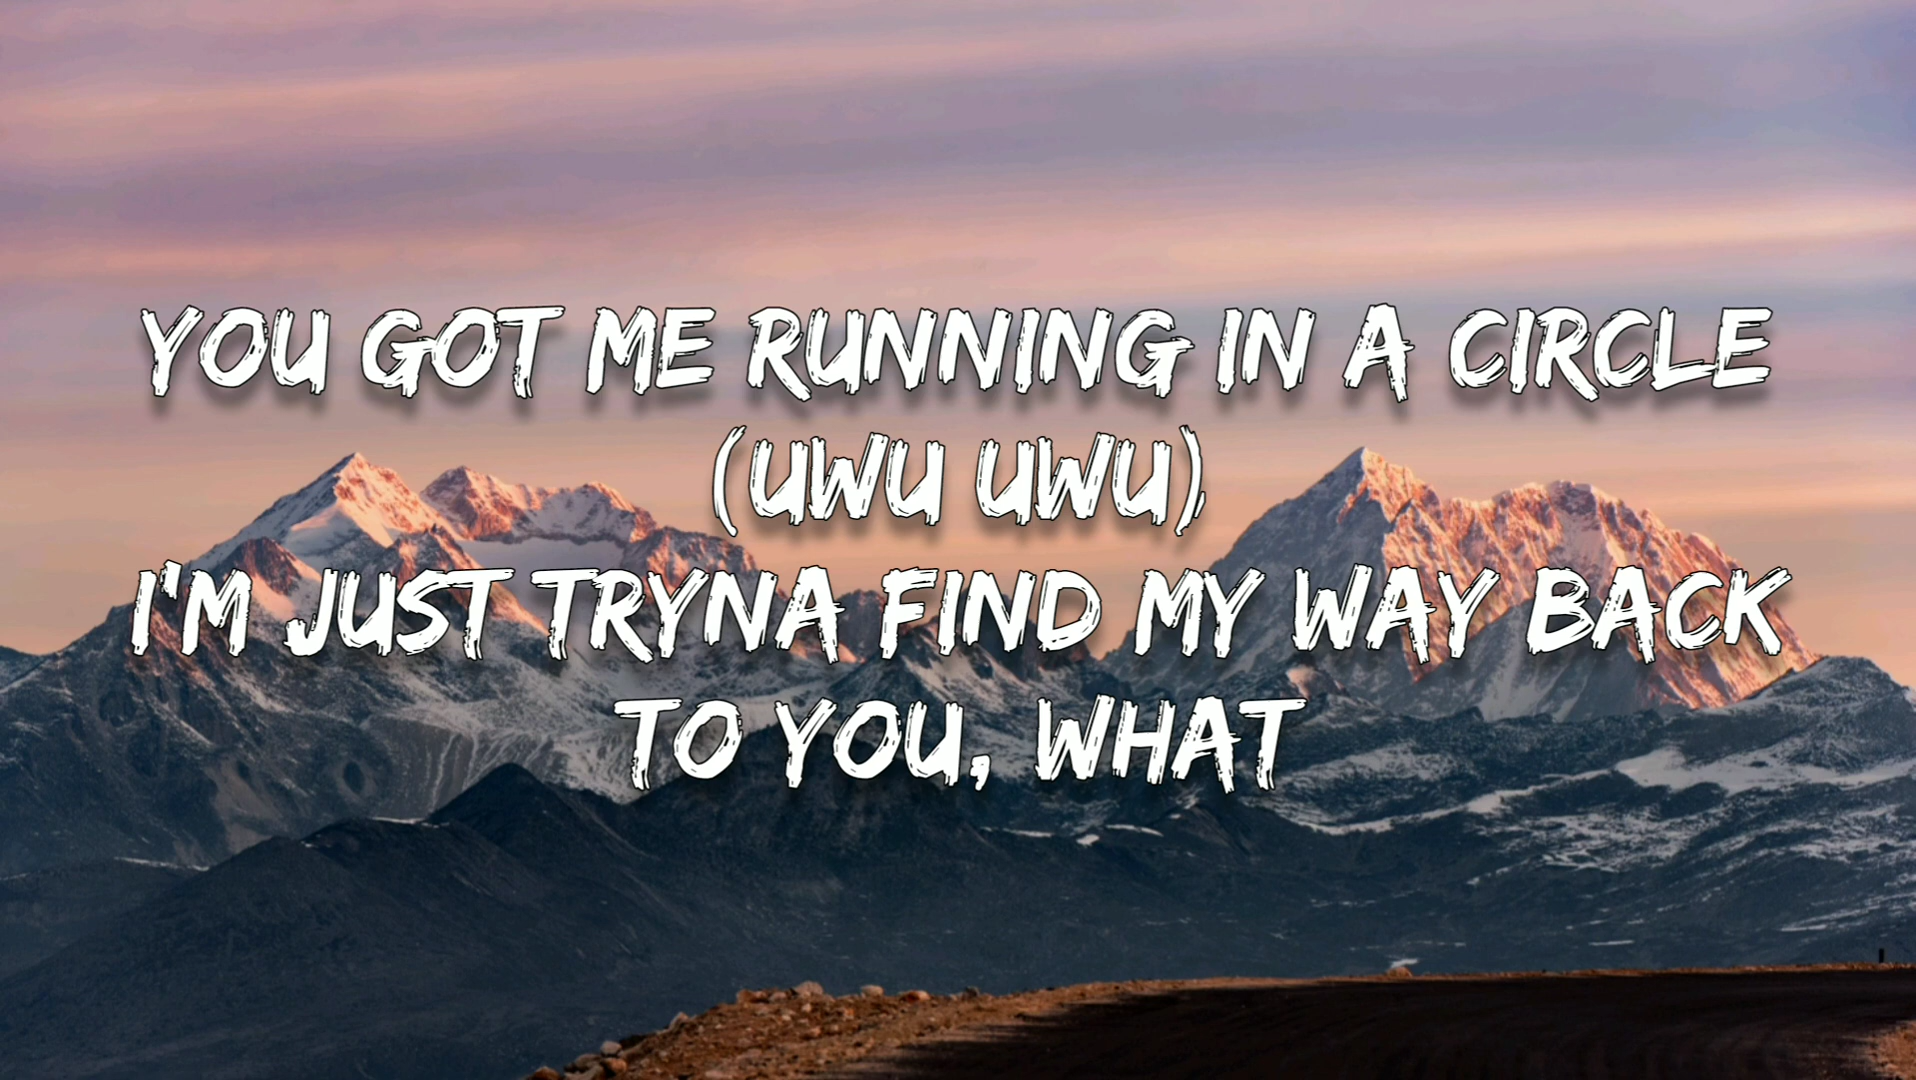 YOU GOT ME RUNNING IN A CIRCLE
(UWU UWU)
I'M JUST TRYNA FIND MY WAY BACK
TO YOU, WHAT